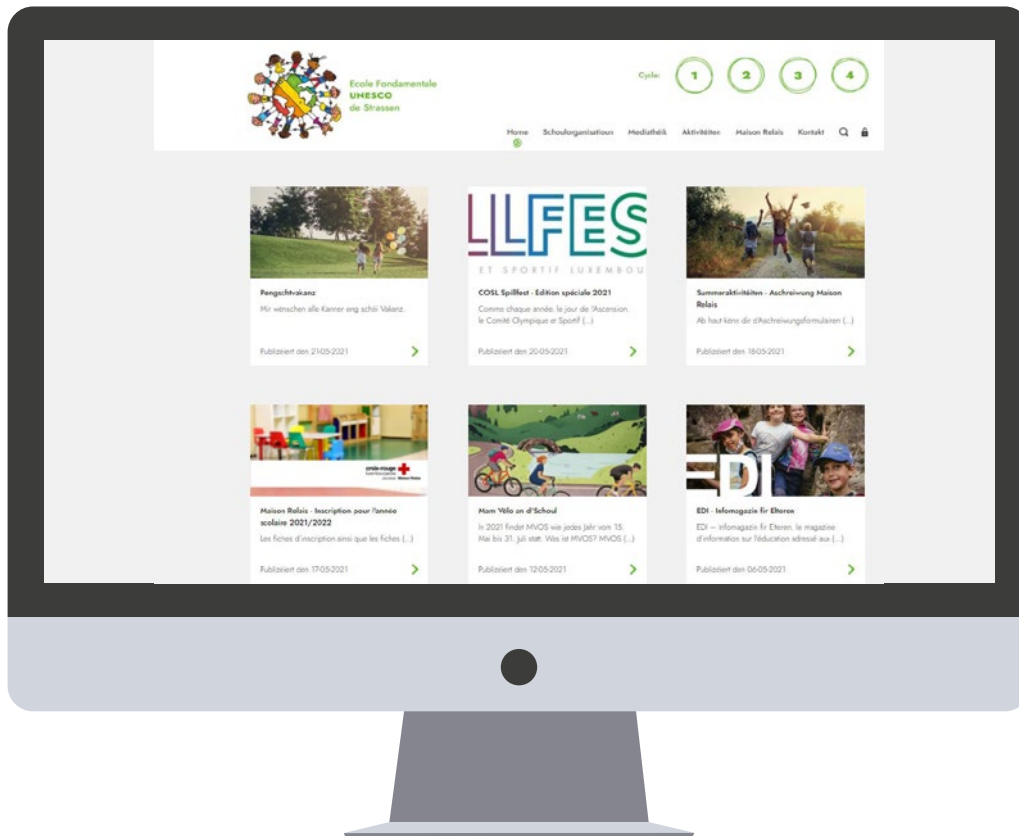 Ecole Fondamentale
UNESCO
de Strassen
Cycle:
1
2
3
4
Home
Schoulorganisatioun
Mediathéik
Aktivitéiten
Maison Relais
Kontakt
LLFES
ET SPORTIF LUXEMBOU
Pengschtvakanz
Mir wënschen alle Kanner eng schéi Vakanz.
Publizéiert den 21-05-2021
COSL Spillfest - Edition spéciale 2021
Comme chaque année, le jour de l'Ascension,
le Comité Olympique et Sportif (...)
Publizéiert den 20-05-2021
Summeraktivitéiten - Aschreiwung Maison
Relais
Ab haut kënnt dir d'Aschreiwungsformulairen (...)
Publizéiert den 18-05-2021
croix-rouge
Maison Relais - Inscription pour l'année
scolaire 2021/2022
Les fiches d'inscription ainsi que les fiches (...)
Publizéiert den 17-05-2021
Mam Vëlo an d'Schoul
In 2021 findet MVOS wie jedes Jahr vom 15.
Mai bis 31. Juli statt. Was ist MVOS? MVOS (...)
Publizéiert den 12-05-2021
EDI
EDI - Infomagazin fir Elteren
EDI – Infomagazin fir Elteren, le magazine
d'information sur l'éducation adressé aux (...)
Publizéiert den 06-05-2021